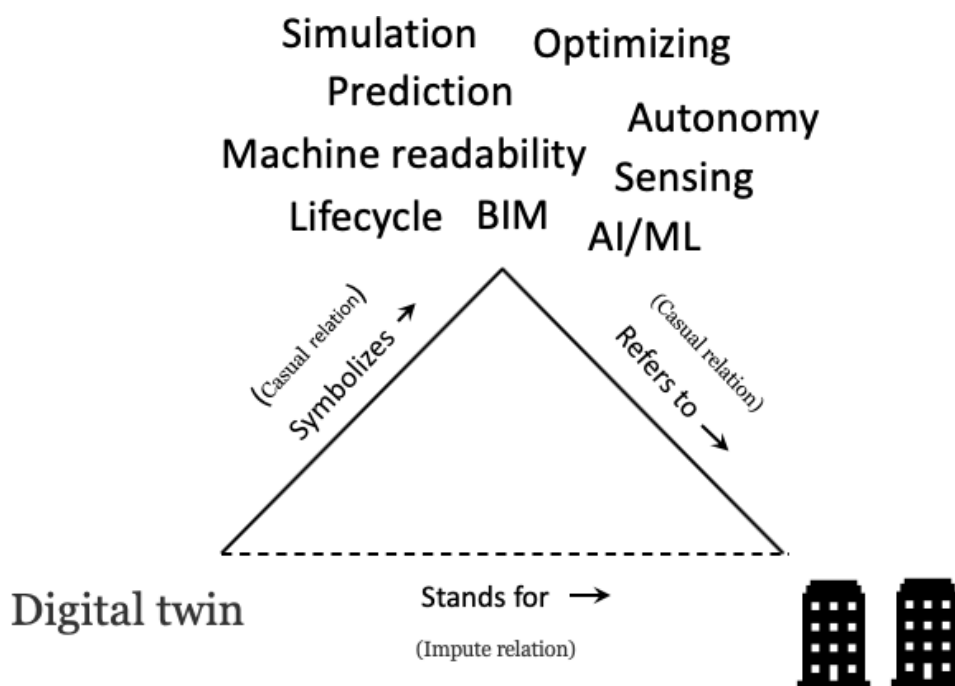 Simulation
Optimizing
Prediction
Autonomy
Machine readability
Sensing
Lifecycle
BIM
AI/ML
(Casual relation)
Symbolizes →
(Casual relation)
Refers to →
Digital twin
Stands for →
(Impute relation)